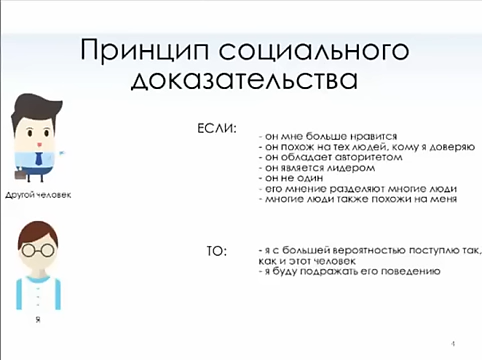 Принцип социального
доказательства
ЕСЛИ:
- он мне больше нравится
- он похож на тех людей, кому я доверяю
- он обладает авторитетом
- он является лидером
- он не один
- его мнение разделяют многие люди
- многие люди также похожи на меня
Другой человек
ТО:
- я с большей вероятностью поступлю так,
как и этот человек
- я буду подражать его поведению
Я
4